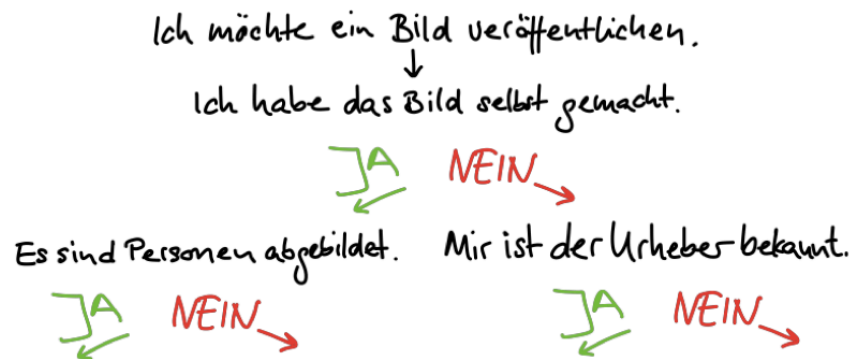 Ich möchte ein Bild veröffentlichen.
Ich habe das Bild selbst gemacht.
JA NEIN
Es sind Personen abgebildet. Mir ist der Urheber bekannt.
JA NEIN JA NEIN